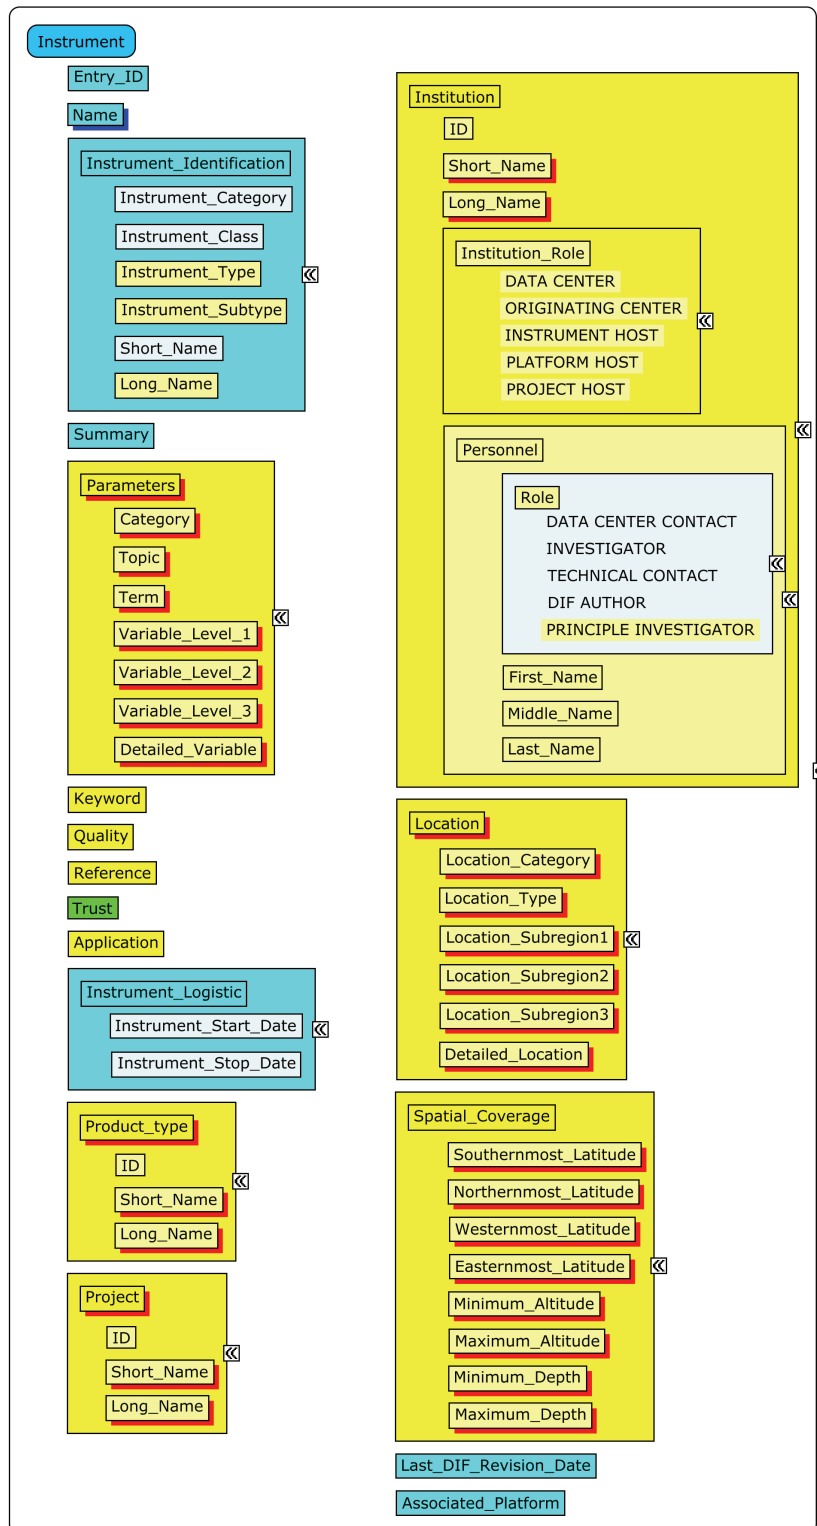 Instrument
Entry_ID
Name
Instrument_Identification
Instrument_Category
Instrument_Class
Instrument_Type
Instrument_Subtype
Short_Name
Long_Name
Summary
Parameters
Category
Topic
Term
Variable_Level_1
Variable_Level_2
Variable_Level_3
Detailed_Variable
Keyword
Quality
Reference
Trust
Application
Instrument_Logistic
Instrument_Start_Date
Instrument_Stop_Date
Product_type
ID
Short_Name
Long_Name
Project
ID
Short_Name
Long_Name
Institution
ID
Short_Name
Long_Name
Institution_Role
DATA CENTER
ORIGINATING CENTER
INSTRUMENT HOST
PLATFORM HOST
PROJECT HOST
Personnel
Role
DATA CENTER CONTACT
INVESTIGATOR
TECHNICAL CONTACT
DIF AUTHOR
PRINCIPLE INVESTIGATOR
First_Name
Middle_Name
Last_Name
Location
Location_Category
Location_Type
Location_Subregion1
Location_Subregion2
Location_Subregion3
Detailed_Location
Spatial_Coverage
Southernmost_Latitude
Northernmost_Latitude
Westernmost_Latitude
Easternmost_Latitude
Minimum_Altitude
Maximum_Altitude
Minimum_Depth
Maximum_Depth
Last_DIF_Revision_Date
Associated_Platform